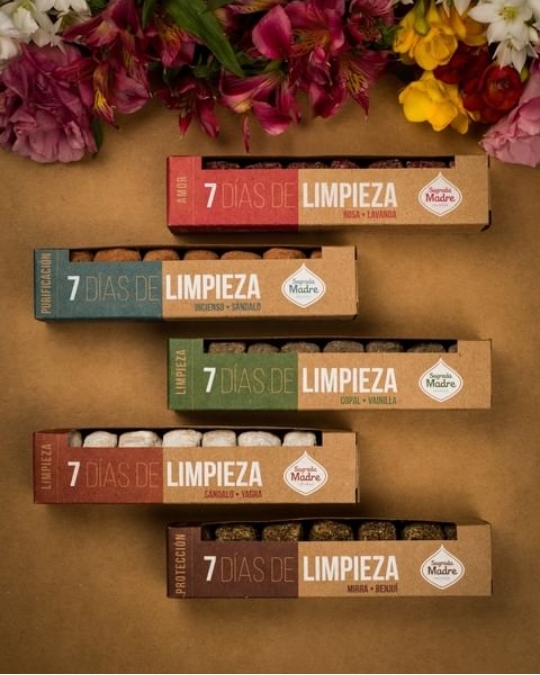 AMOR
7 DÍAS DE LIMPIEZA
ROSA • LAVANDA
Sagrada
Madre
PURIFICACIÓN
7 DÍAS DE LIMPIEZA
INCIENSO • SÁNDALO
Sagrada
Madre
LIMPIEZA
7 DÍAS DE LIMPIEZA
COPAL • VAINILLA
Sagrada
Madre
LIMPIEZA
7 DÍAS DE LIMPIEZA
SÁNDALO • YAGRA
Sagrada
Madre
PROTECCIÓN
7 DÍAS DE LIMPIEZA
MIRRA • BENJUÍ
Sagrada
Madre